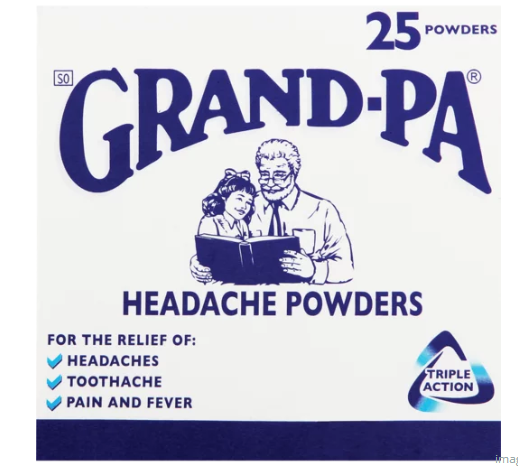 25 POWDERS
S0
GRAND-PA®
HEADACHE POWDERS
FOR THE RELIEF OF:
HEADACHES
TOOTHACHE
PAIN AND FEVER
TRIPLE
ACTION